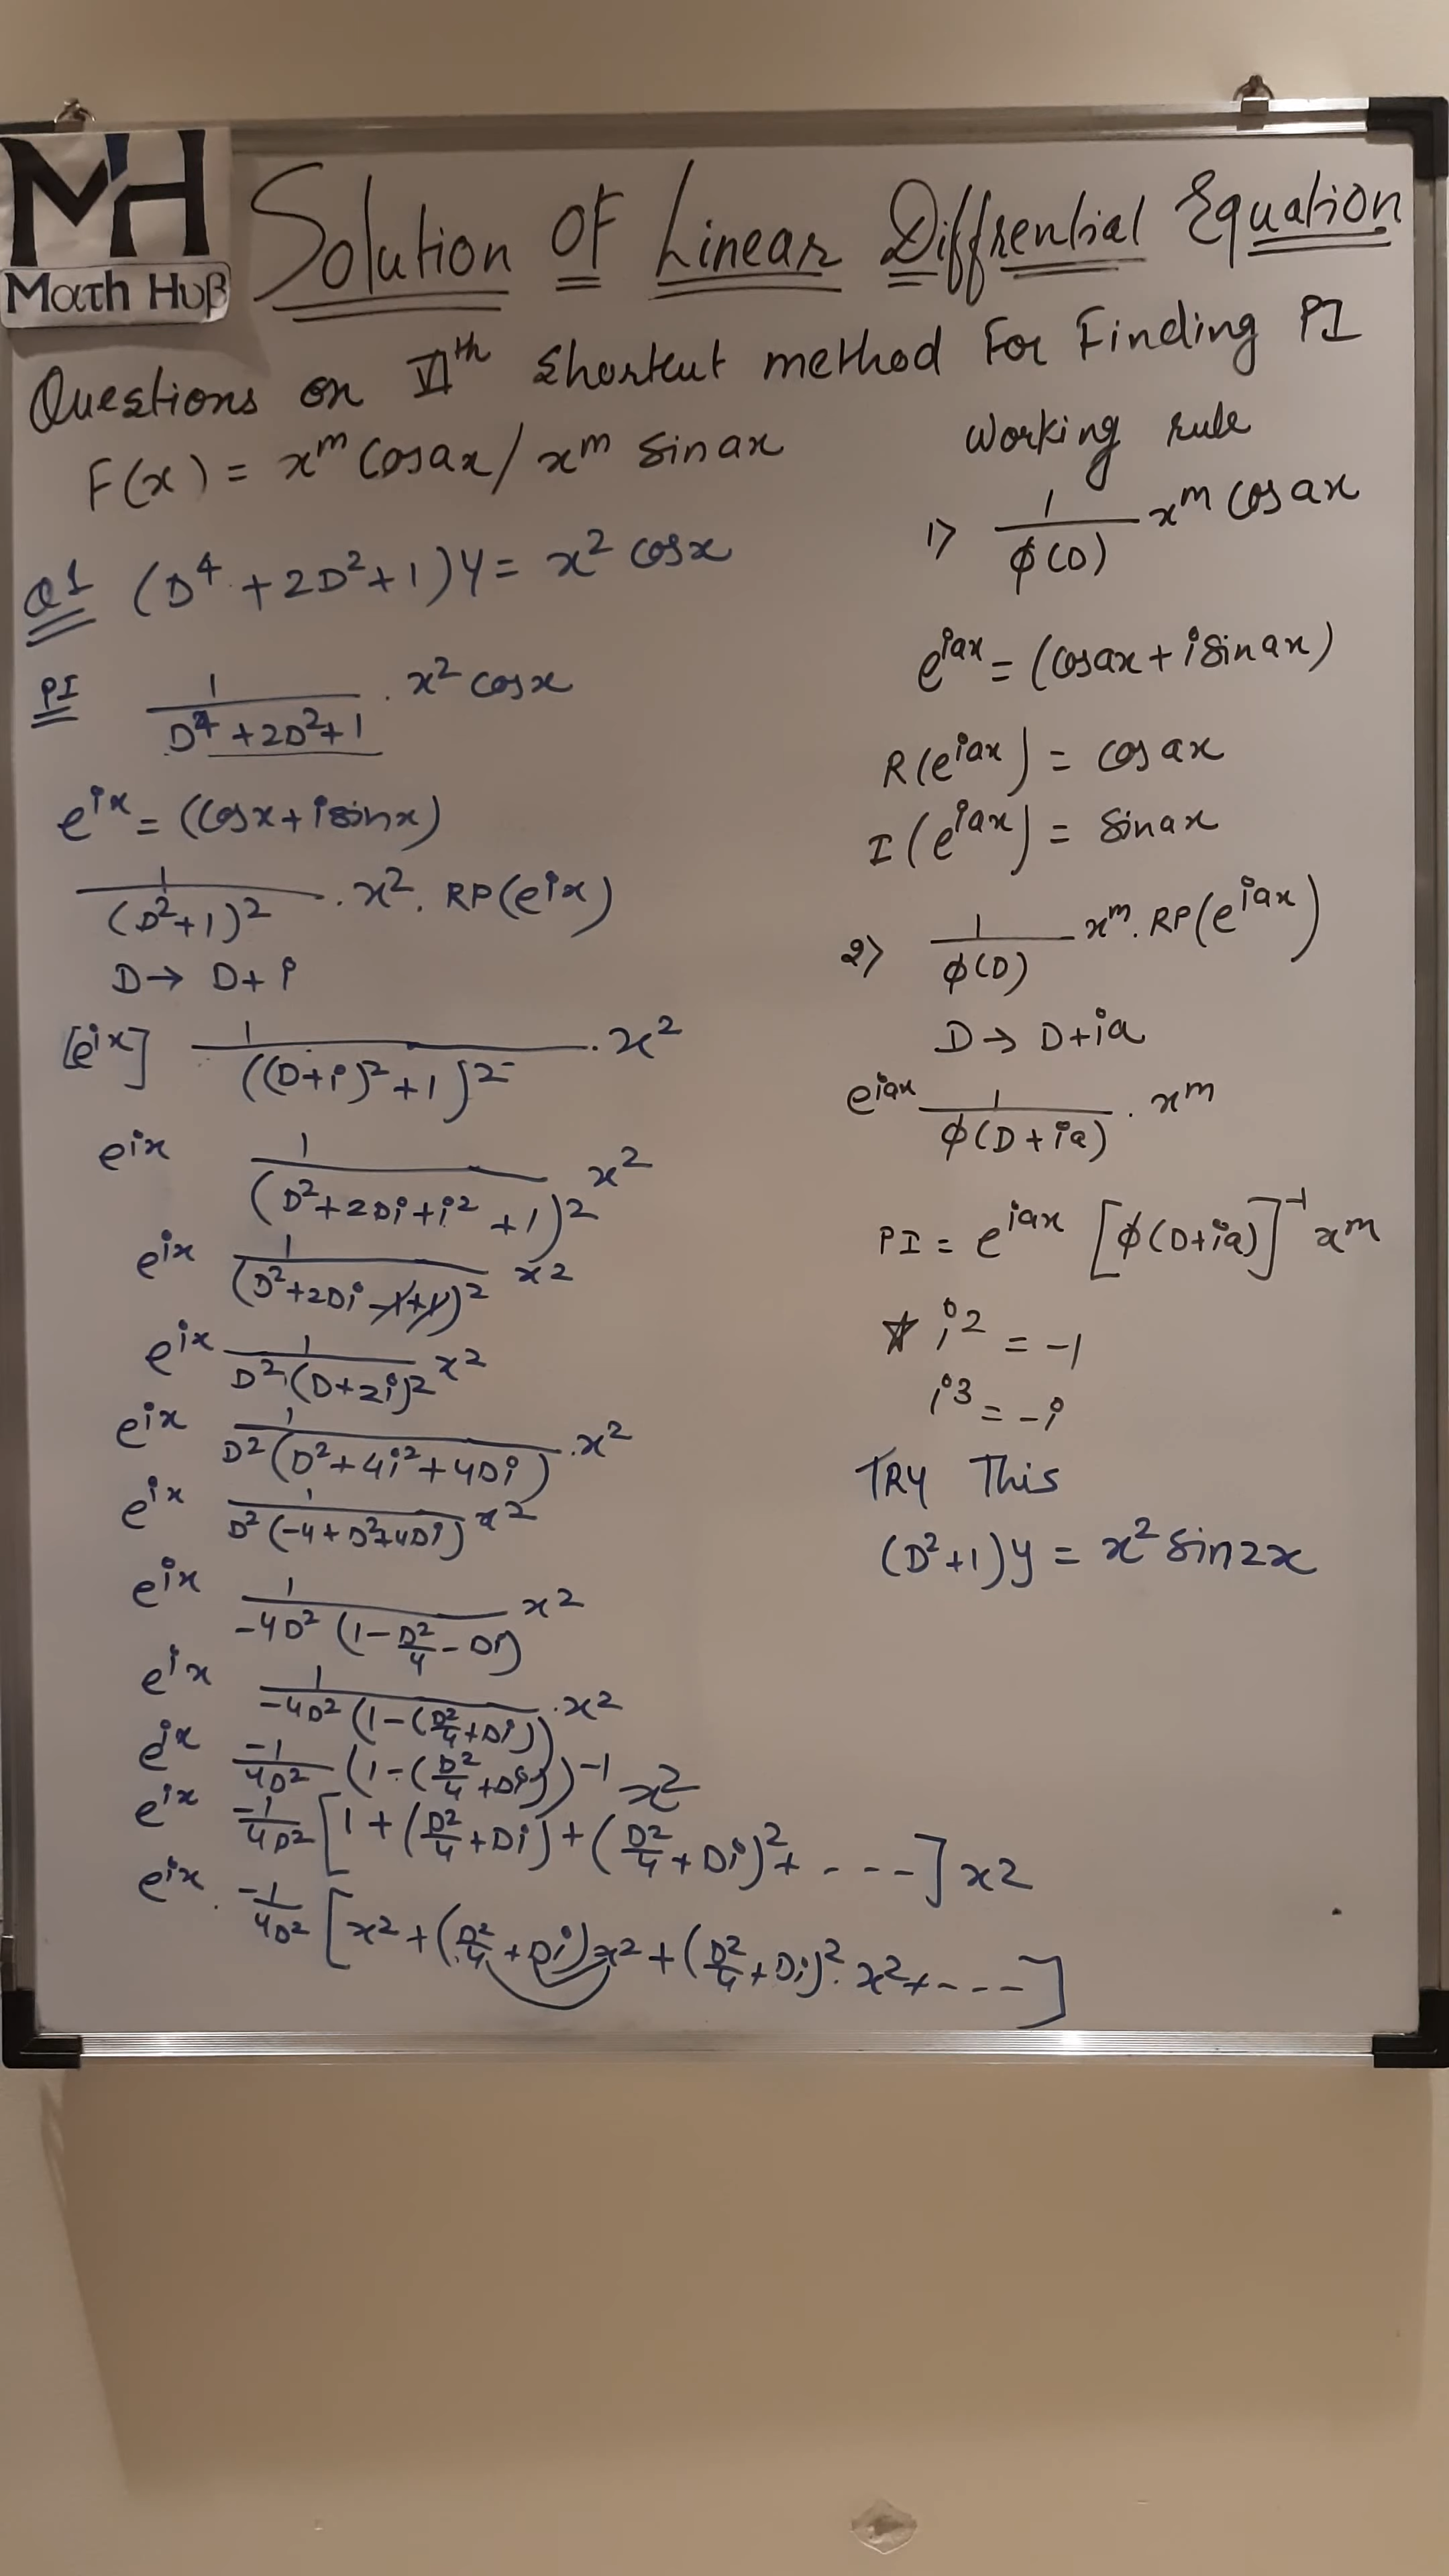 MH
Math Hub
Solution OF Linear Diffrential Equation
Questions on VIth Shortcut method For Finding PI
F(x) = x^m Cosax / x^m Sinax
Q1 (D^4 + 2D^2 + 1)Y = x^2 cosx
PI 1/(D^4 + 2D^2 + 1) . x^2 cosx
e^ix = (Cosx + isinx)
1/(D^2+1)^2 . x^2 . RP(e^ix)
D → D + i
[e^ix] 1/((D+i)^2 + 1)^2 . x^2
e^ix 1/(D^2 + 2Di + i^2 + 1)^2 x^2
e^ix 1/(D^2 + 2Di - 1 + 1)^2 x^2
e^ix 1/D^2(D+2i)^2 x^2
e^ix 1/D^2(D^2 + 4i^2 + 4Di) . x^2
e^ix 1/D^2(-4 + D^2 + 4Di) x^2
e^ix 1/-4D^2(1 - D^2/4 - Di) x^2
e^ix 1/-4D^2(1 - (D^2/4 + Di)) . x^2
e^ix -1/4D^2 (1 - (D^2/4 + Di))^-1 x^2
e^ix -1/4D^2 [1 + (D^2/4 + Di) + (D^2/4 + Di)^2 + ----] x2
e^ix . -1/4D^2 [x^2 + (D^2/4 + Di)x^2 + (D^2/4 + Di)^2 . x^2 + ---]
Working rule
1) 1/ϕ(D) x^m Cosax
e^iax = (Cosax + iSinax)
R(e^iax) = cosax
I(e^iax) = Sinax
2) 1/ϕ(D) x^m . RP(e^iax)
D → D + ia
e^iax 1/ϕ(D + ia) . x^m
PI = e^iax [ϕ(D+ia)]^-1 x^m
☆ i^2 = -1
i^3 = -i
TRY This
(D^2+1)y = x^2 Sin2x